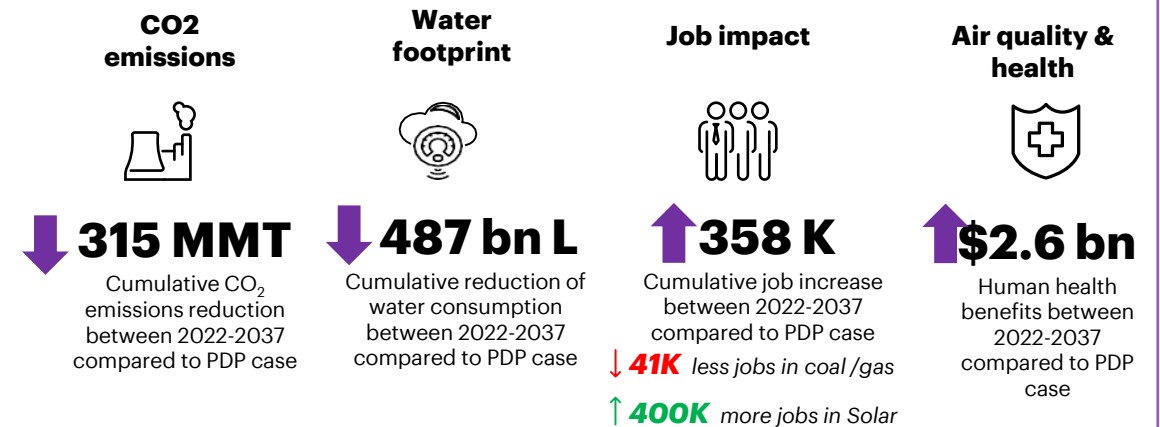 CO2
emissions
Water
footprint
Job impact
Air quality &
health
315 MMT
Cumulative CO₂
emissions reduction
between 2022-2037
compared to PDP case
487 bn L
Cumulative reduction of
water consumption
between 2022-2037
compared to PDP case
358 K
Cumulative job increase
between 2022-2037
compared to PDP case
↓ 41K less jobs in coal /gas
↑ 400K more jobs in Solar
$2.6 bn
Human health
benefits between
2022-2037
compared to PDP
case